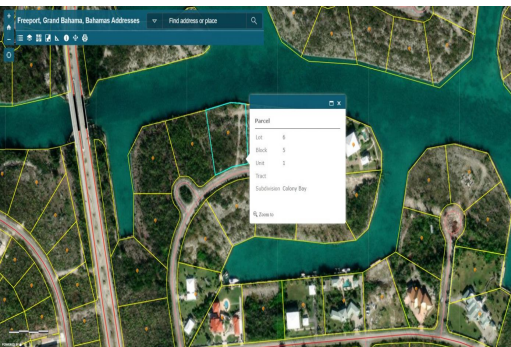 Freeport, Grand Bahama, Bahamas Addresses
Find address or place
Parcel
Lot 6
Block 5
Unit 2
Tract
Subdivision Colony Bay
Zoom to